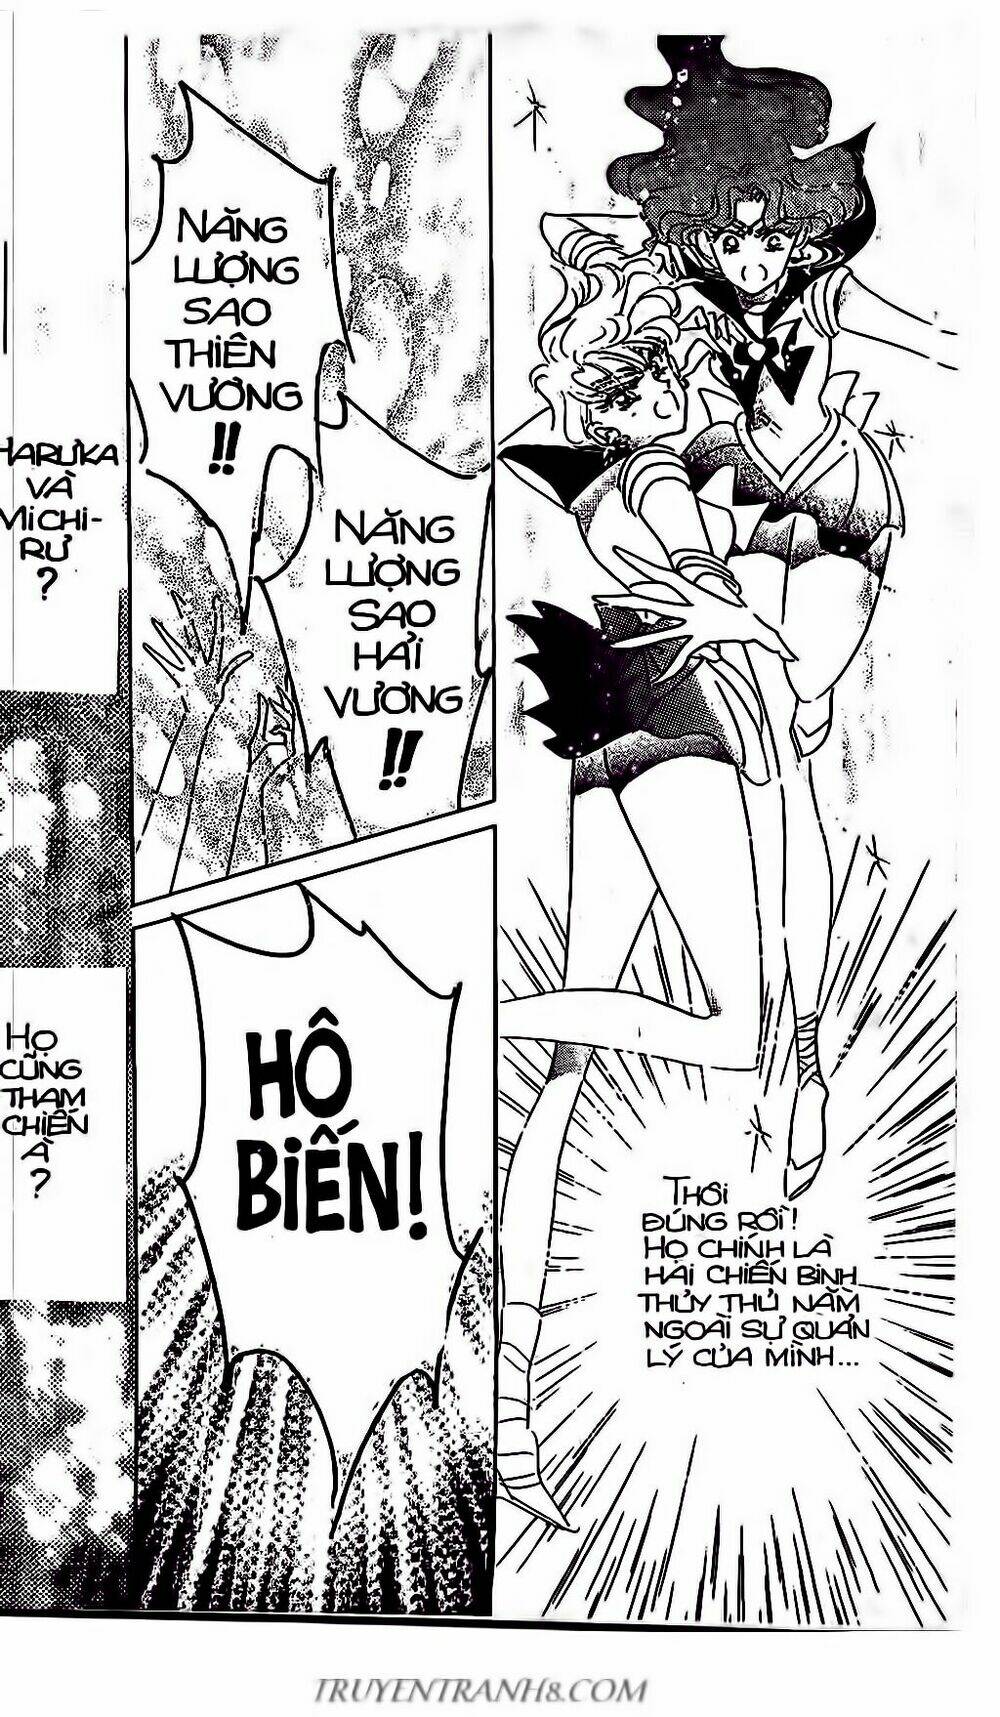 HARUKA
VÀ
MICHI-
RƯ
?
HỌ
CŨNG
THAM
CHIẾN
À
?
NĂNG
LƯỢNG
SAO
THIÊN
VƯƠNG
!!
NĂNG
LƯỢNG
SAO
HẢI
VƯƠNG
!!
HÔ
BIẾN!
THÔI
ĐÚNG RỒI!
HỌ CHÍNH LÀ
HAI CHIẾN BINH
THỦY THỦ NẰM
NGOÀI SỰ QUẢN
LÝ CỦA MÌNH...
TRUYENTRANH8.COM